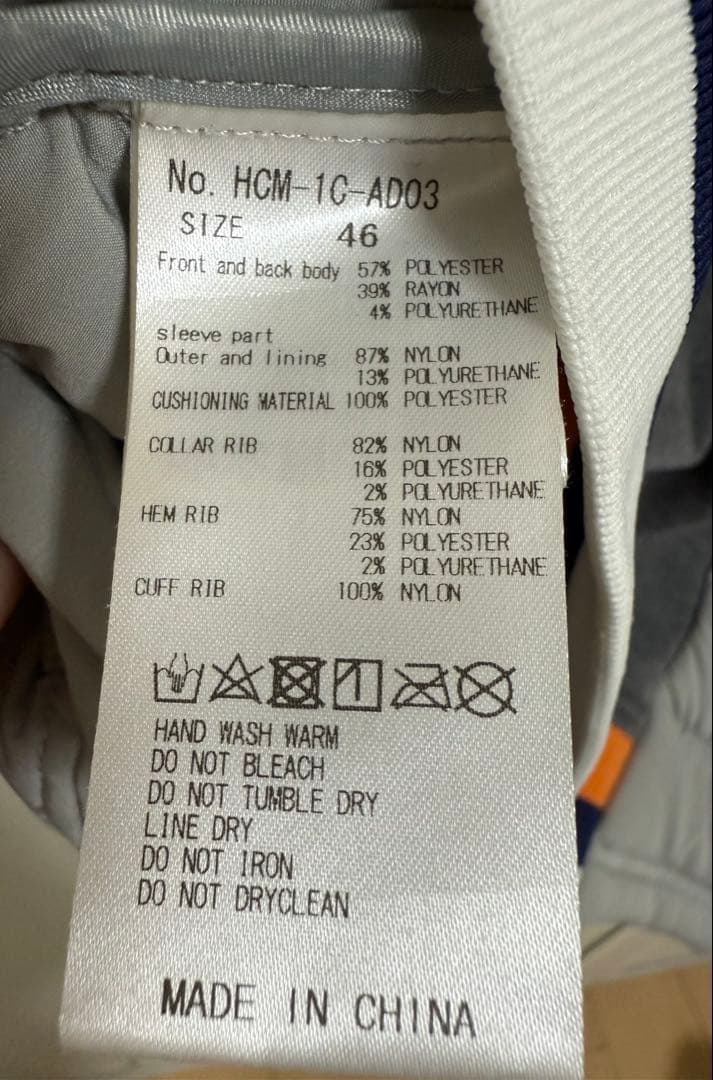 No. HCM-1C-AD03
SIZE 46
Front and back body 57% POLYESTER
39% RAYON
4% POLYURETHANE
sleeve part
Outer and lining 87% NYLON
13% POLYURETHANE
CUSHIONING MATERIAL 100% POLYESTER
COLLAR RIB 82% NYLON
16% POLYESTER
2% POLYURETHANE
HEM RIB 75% NYLON
23% POLYESTER
2% POLYURETHANE
CUFF RIB 100% NYLON
HAND WASH WARM
DO NOT BLEACH
DO NOT TUMBLE DRY
LINE DRY
DO NOT IRON
DO NOT DRYCLEAN
MADE IN CHINA